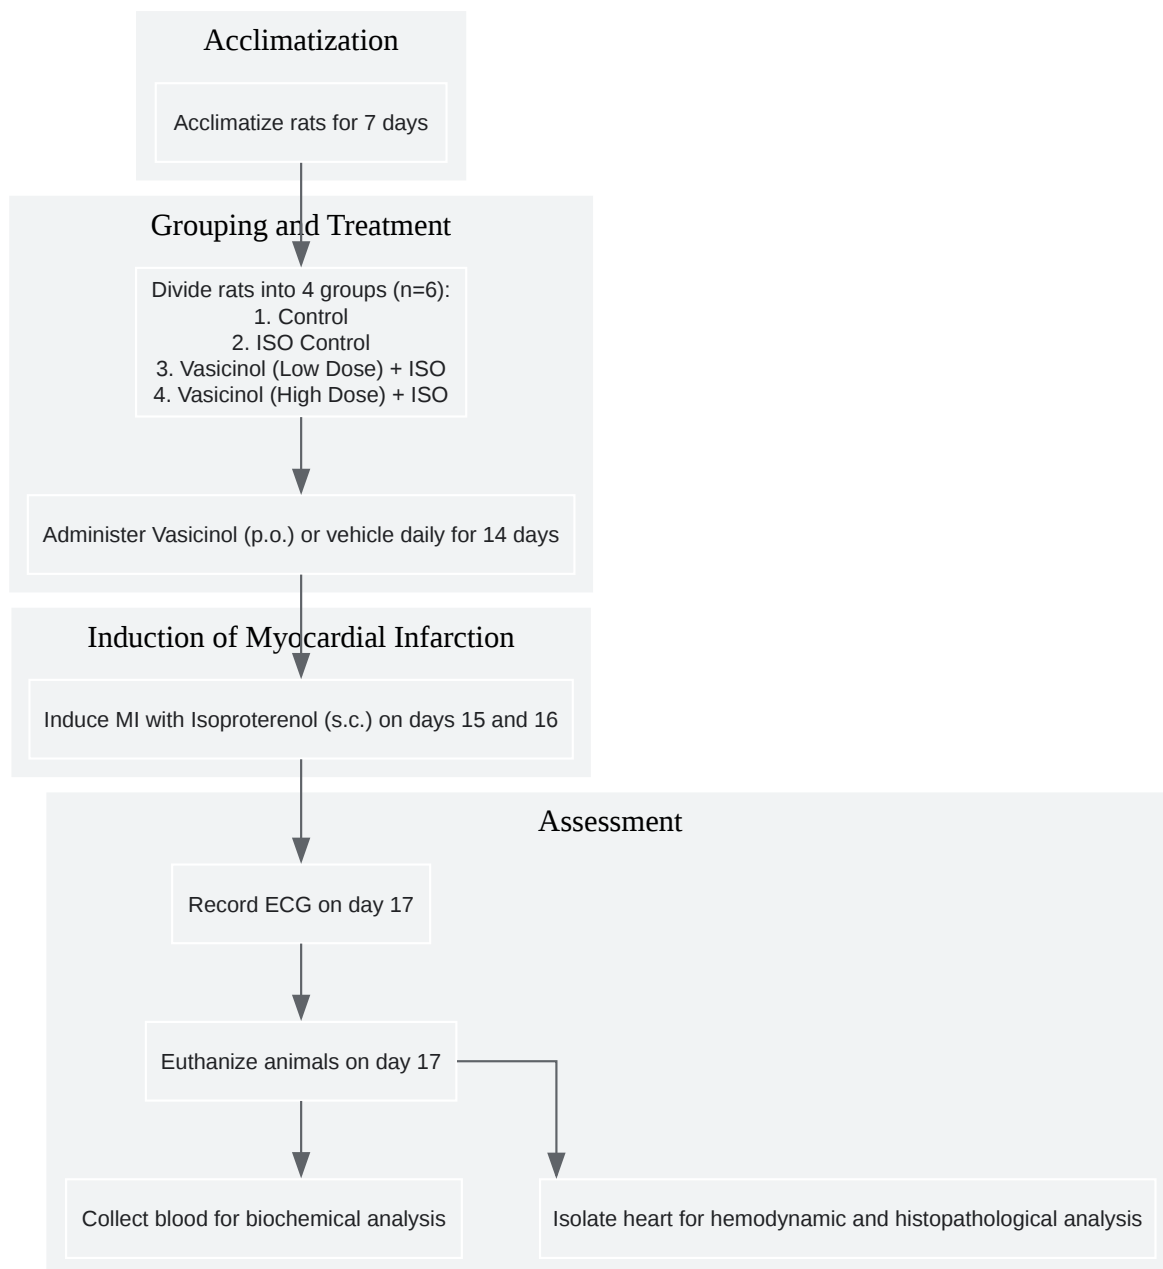 Acclimatization
Acclimatize rats for 7 days
Grouping and Treatment
Divide rats into 4 groups (n=6):
1. Control
2. ISO Control
3. Vasicinol (Low Dose) + ISO
4. Vasicinol (High Dose) + ISO
Administer Vasicinol (p.o.) or vehicle daily for 14 days
Induction of Myocardial Infarction
Induce MI with Isoproterenol (s.c.) on days 15 and 16
Assessment
Record ECG on day 17
Euthanize animals on day 17
Collect blood for biochemical analysis
Isolate heart for hemodynamic and histopathological analysis